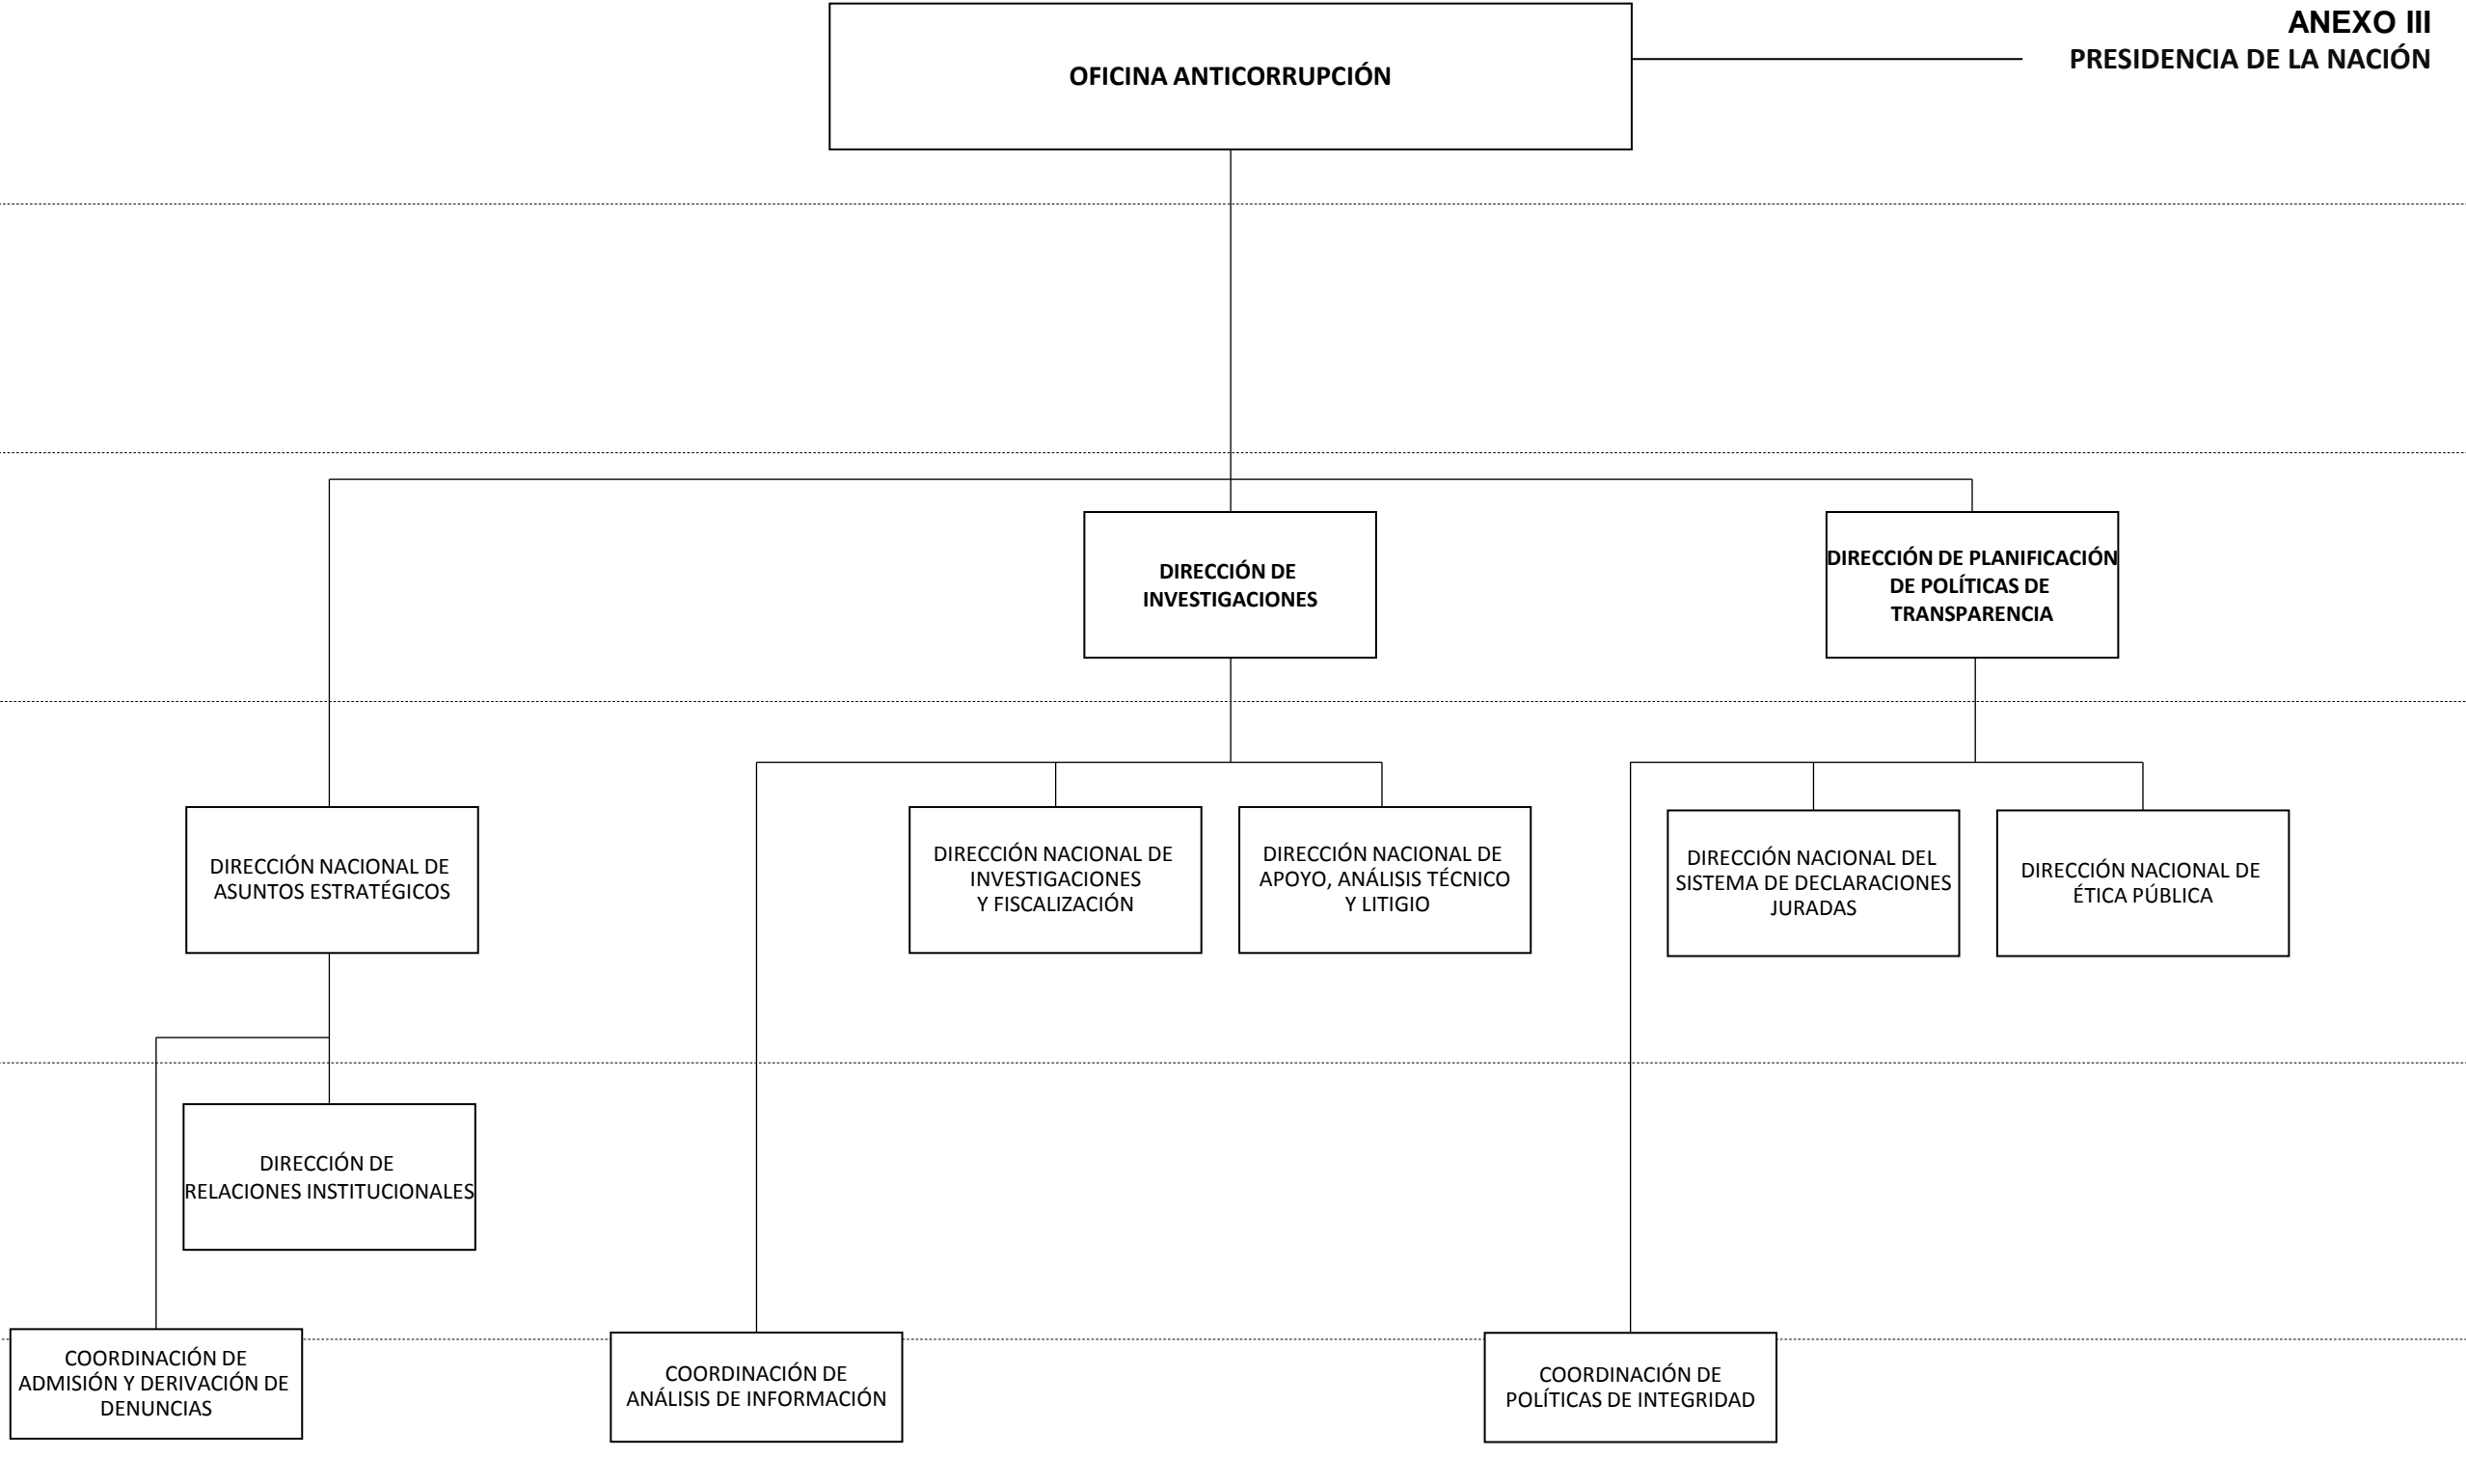 ANEXO III
PRESIDENCIA DE LA NACIÓN
OFICINA ANTICORRUPCIÓN
DIRECCIÓN DE
INVESTIGACIONES
DIRECCIÓN DE PLANIFICACIÓN
DE POLÍTICAS DE
TRANSPARENCIA
DIRECCIÓN NACIONAL DE
ASUNTOS ESTRATÉGICOS
DIRECCIÓN NACIONAL DE
INVESTIGACIONES
Y FISCALIZACIÓN
DIRECCIÓN NACIONAL DE
APOYO, ANÁLISIS TÉCNICO
Y LITIGIO
DIRECCIÓN NACIONAL DEL
SISTEMA DE DECLARACIONES
JURADAS
DIRECCIÓN NACIONAL DE
ÉTICA PÚBLICA
DIRECCIÓN DE
RELACIONES INSTITUCIONALES
COORDINACIÓN DE
ADMISIÓN Y DERIVACIÓN DE
DENUNCIAS
COORDINACIÓN DE
ANÁLISIS DE INFORMACIÓN
COORDINACIÓN DE
POLÍTICAS DE INTEGRIDAD